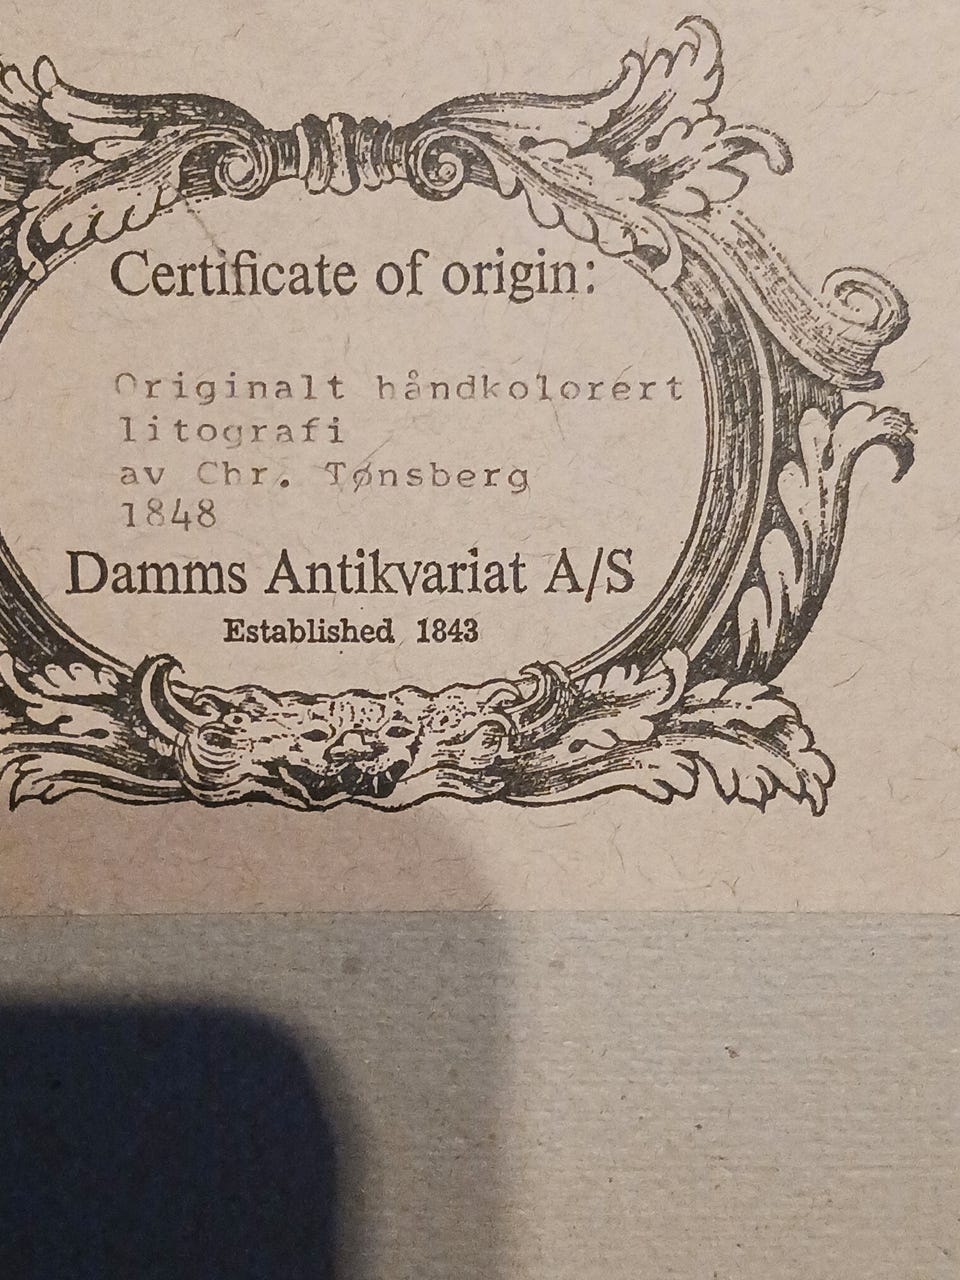 Certificate of origin:
Originalt håndkolorert
litografi
av Chr. Tønsberg
1848
Damms Antikvariat A/S
Established 1843